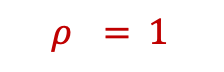 ρ = 1